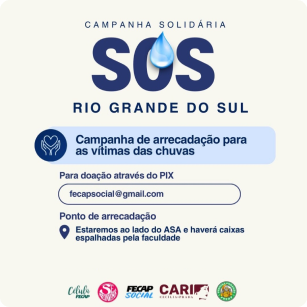 CAMPANHA SOLIDÁRIA
SOS
RIO GRANDE DO SUL
Campanha de arrecadação para
as vítimas das chuvas
Para doação através do PIX
fecapsocial@gmail.com
Ponto de arrecadação
Estaremos ao lado do ASA e haverá caixas
espalhadas pela faculdade
Célula
FECAP
FECAP
SOCIAL
CARI